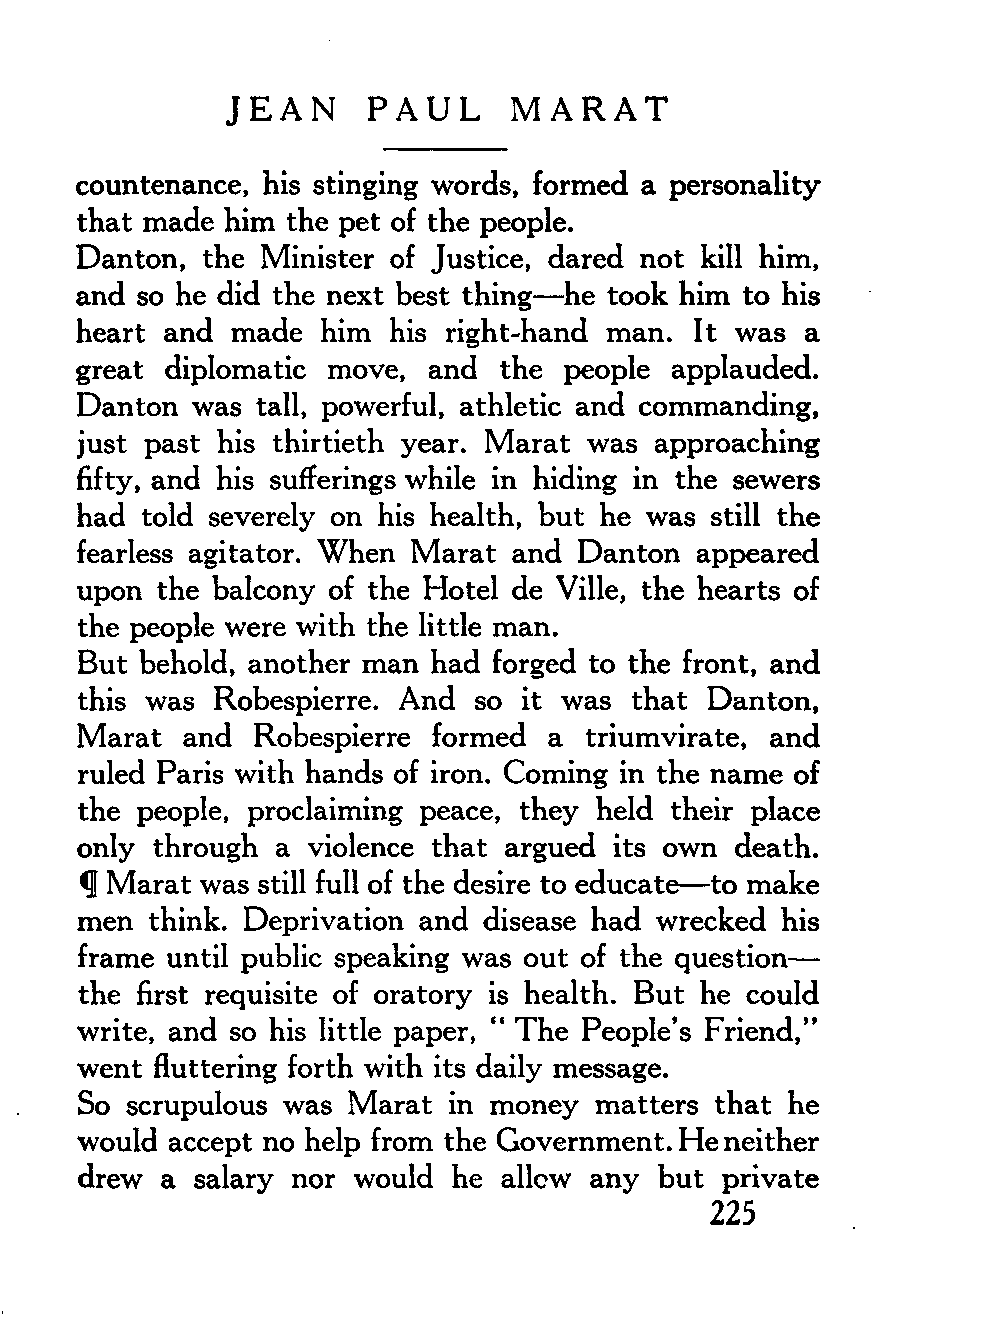 JEAN PAUL MARAT
countenance, his stinging words, formed a personality
that made him the pet of the people.
Danton, the Minister of Justice, dared not kill him,
and so he did the next best thing—he took him to his
heart and made him his right-hand man. It was a
great diplomatic move, and the people applauded.
Danton was tall, powerful, athletic and commanding,
just past his thirtieth year. Marat was approaching
fifty, and his sufferings while in hiding in the sewers
had told severely on his health, but he was still the
fearless agitator. When Marat and Danton appeared
upon the balcony of the Hotel de Ville, the hearts of
the people were with the little man.
But behold, another man had forged to the front, and
this was Robespierre. And so it was that Danton,
Marat and Robespierre formed a triumvirate, and
ruled Paris with hands of iron. Coming in the name of
the people, proclaiming peace, they held their place
only through a violence that argued its own death.
¶ Marat was still full of the desire to educate—to make
men think. Deprivation and disease had wrecked his
frame until public speaking was out of the question—
the first requisite of oratory is health. But he could
write, and so his little paper, “ The People’s Friend,”
went fluttering forth with its daily message.
So scrupulous was Marat in money matters that he
would accept no help from the Government. He neither
drew a salary nor would he allow any but private
225